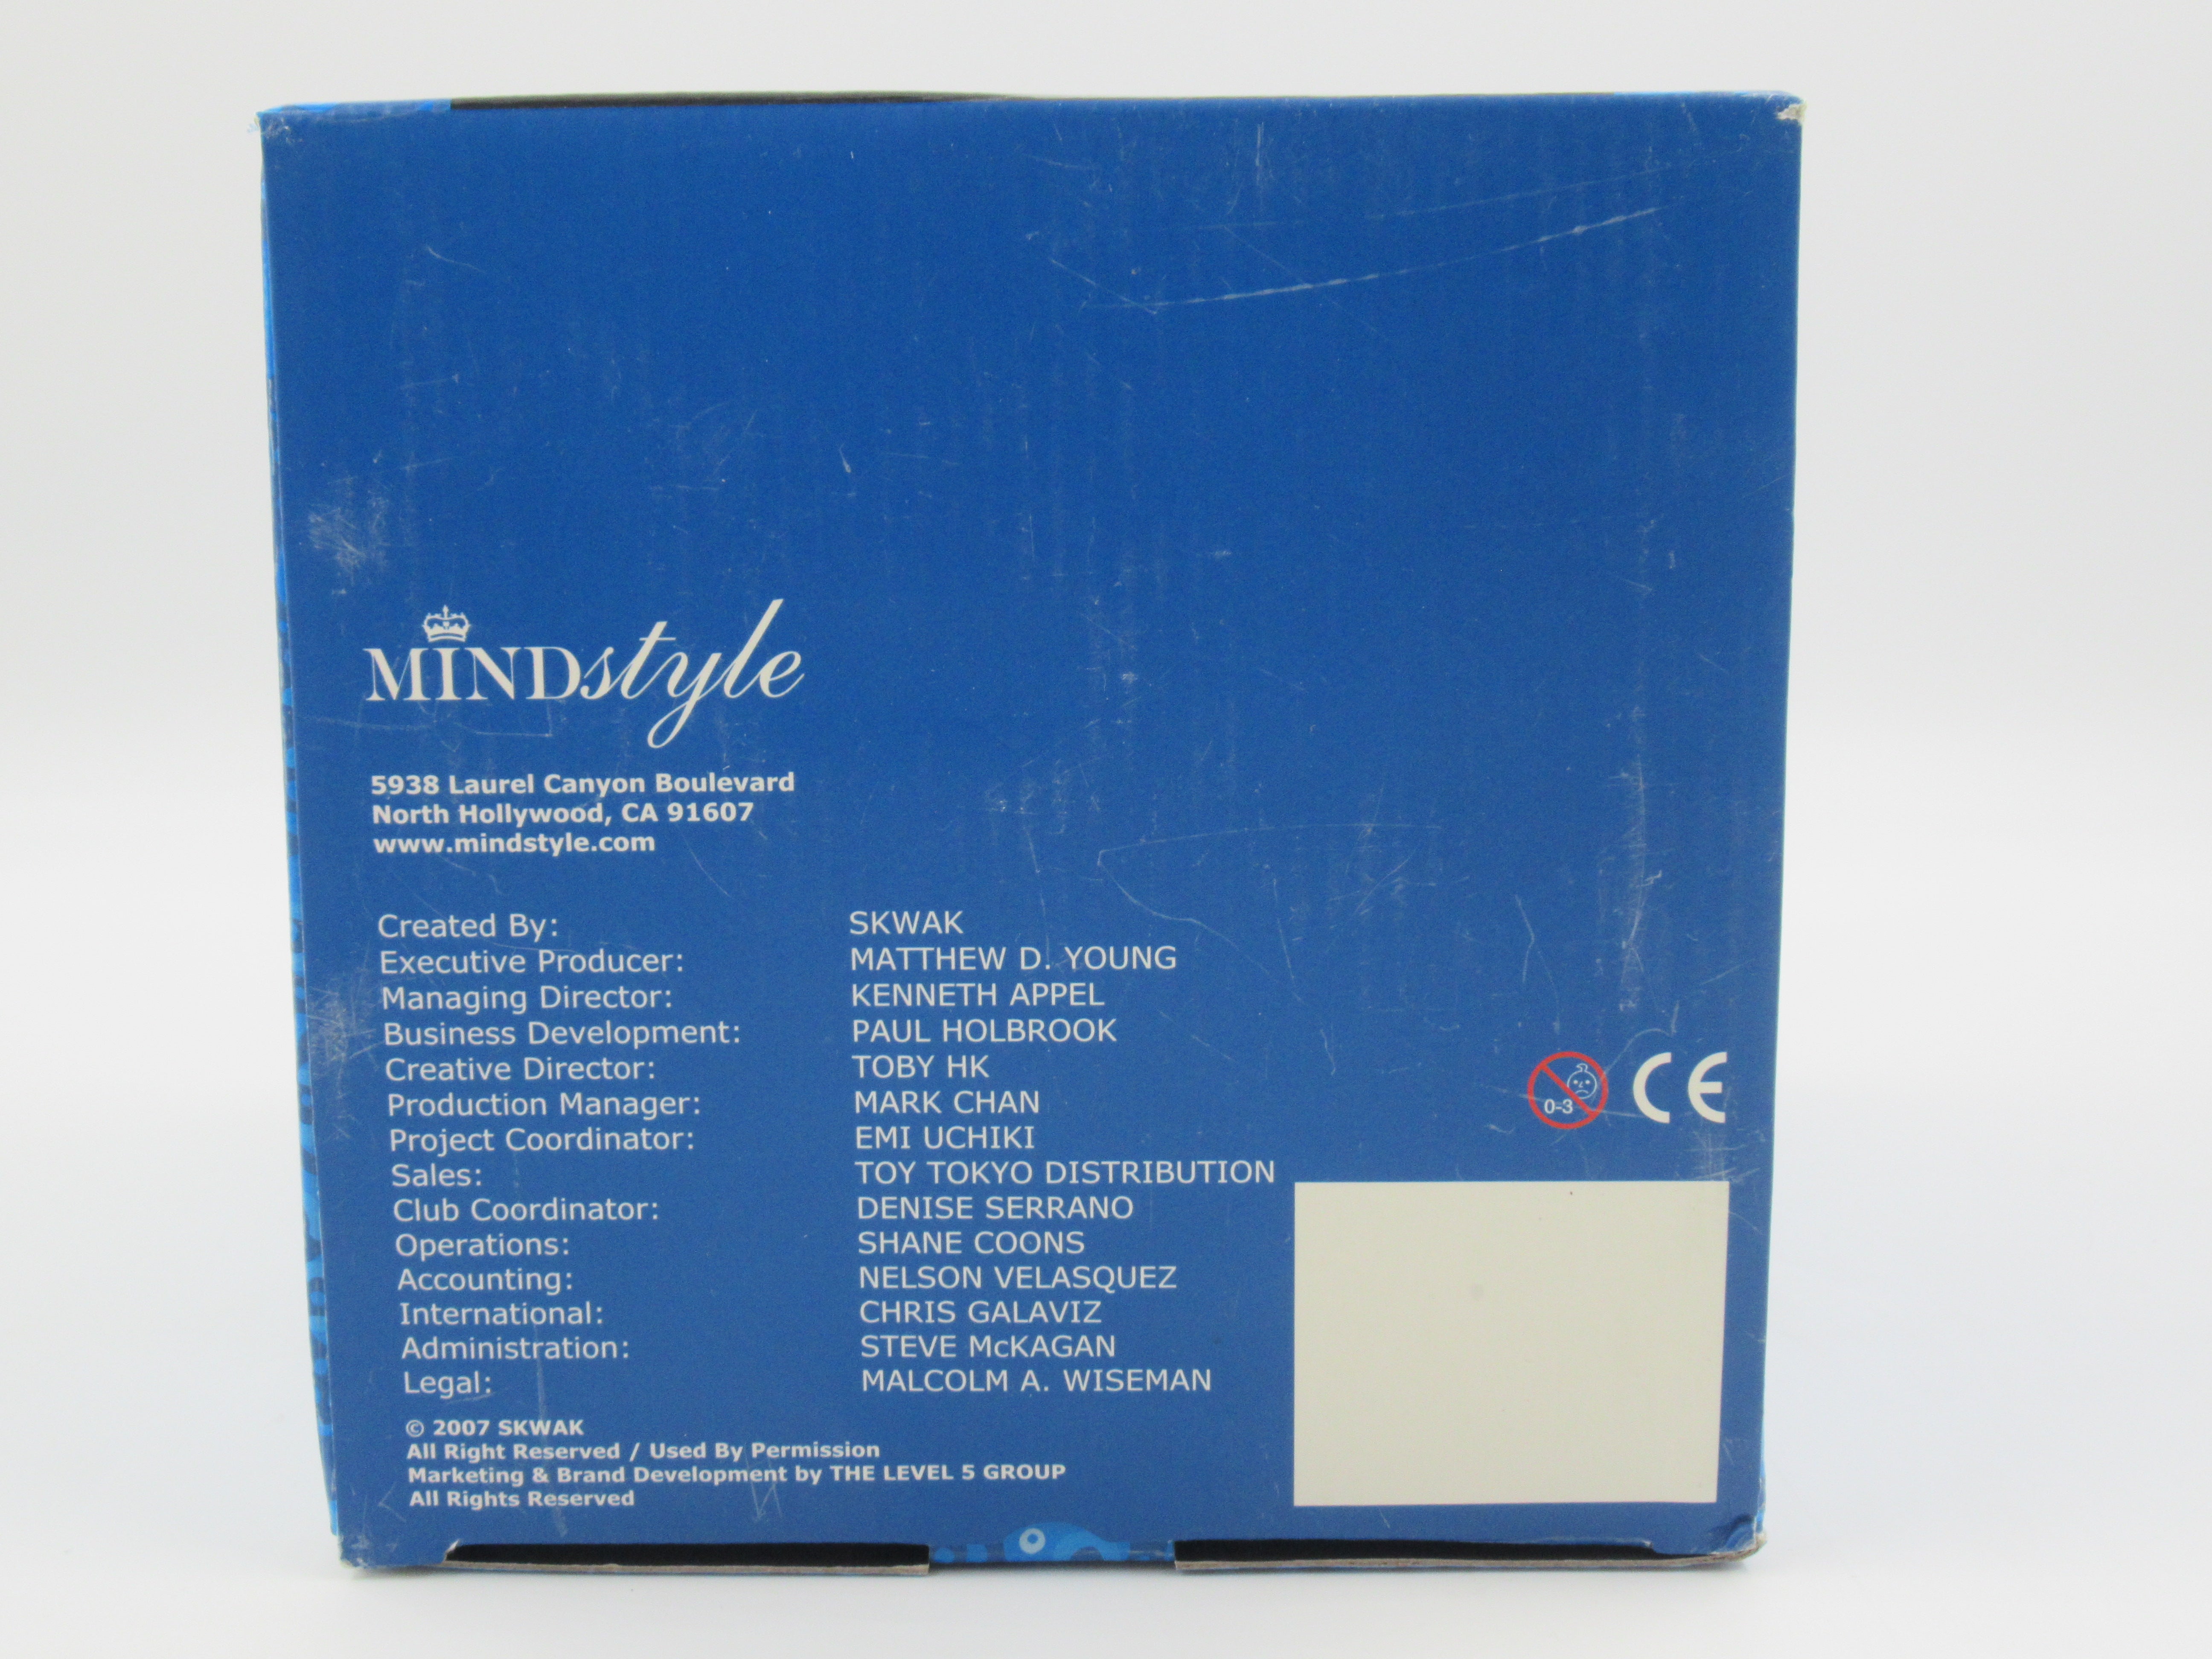 MINDstyle
5938 Laurel Canyon Boulevard
North Hollywood, CA 91607
www.mindstyle.com
Created By: SKWAK
Executive Producer: MATTHEW D. YOUNG
Managing Director: KENNETH APPEL
Business Development: PAUL HOLBROOK
Creative Director: TOBY HK
Production Manager: MARK CHAN
Project Coordinator: EMI UCHIKI
Sales: TOY TOKYO DISTRIBUTION
Club Coordinator: DENISE SERRANO
Operations: SHANE COONS
Accounting: NELSON VELASQUEZ
International: CHRIS GALAVIZ
Administration: STEVE McKAGAN
Legal: MALCOLM A. WISEMAN
0-3 CE
© 2007 SKWAK
All Right Reserved / Used By Permission
Marketing & Brand Development by THE LEVEL 5 GROUP
All Rights Reserved